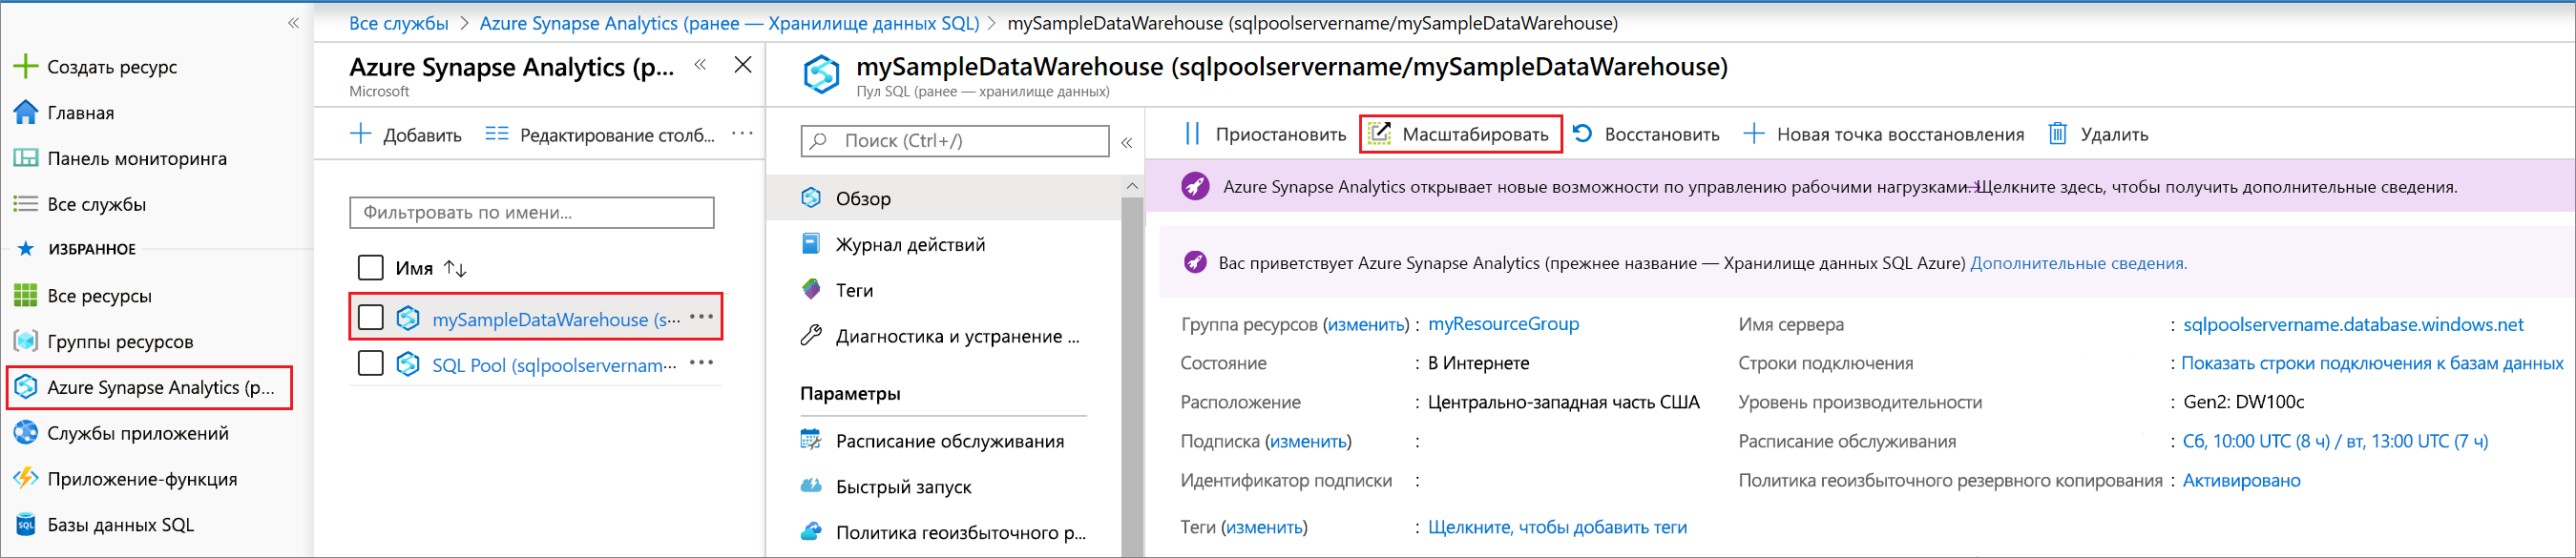 Все службы > Azure Synapse Analytics (ранее — Хранилище данных SQL) > mySampleDataWarehouse (sqlpoolservername/mySampleDataWarehouse)
Создать ресурс
Главная
Панель мониторинга
Все службы
ИЗБРАННОЕ
Все ресурсы
Группы ресурсов
Azure Synapse Analytics (р...
Службы приложений
Приложение-функция
Базы данных SQL
Azure Synapse Analytics (р...
Microsoft
Добавить
Редактирование столб...
Фильтровать по имени...
Имя
mySampleDataWarehouse (s...
SQL Pool (sqlpoolservernam...
mySampleDataWarehouse (sqlpoolservername/mySampleDataWarehouse)
Пул SQL (ранее — хранилище данных)
Поиск (Ctrl+/)
Обзор
Журнал действий
Теги
Диагностика и устранение ...
Параметры
Расписание обслуживания
Быстрый запуск
Политика геоизбыточного р...
Приостановить
Масштабировать
Восстановить
Новая точка восстановления
Удалить
Azure Synapse Analytics открывает новые возможности по управлению рабочими нагрузками. Щелкните здесь, чтобы получить дополнительные сведения.
Вас приветствует Azure Synapse Analytics (прежнее название — Хранилище данных SQL Azure) Дополнительные сведения.
Группа ресурсов (изменить) : myResourceGroup
Состояние : В Интернете
Расположение : Центрально-западная часть США
Подписка (изменить) :
Идентификатор подписки :
Теги (изменить) : Щелкните, чтобы добавить теги
Имя сервера : sqlpoolservername.database.windows.net
Строки подключения : Показать строки подключения к базам данных
Уровень производительности : Gen2: DW100c
Расписание обслуживания : Сб, 10:00 UTC (8 ч) / вт, 13:00 UTC (7 ч)
Политика геоизбыточного резервного копирования : Активировано